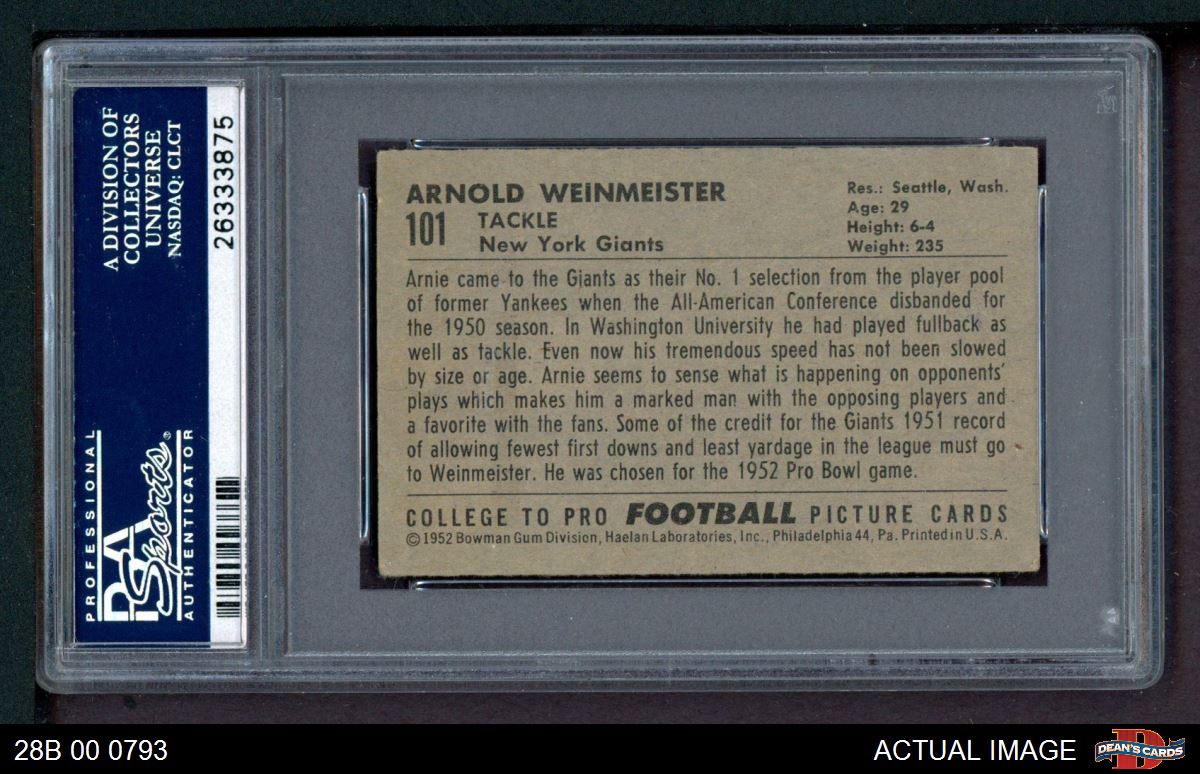 A DIVISION OF
COLLECTORS
UNIVERSE
NASDAQ: CLCT
26333875
PROFESSIONAL
PSA
Sports®
AUTHENTICATOR
ARNOLD WEINMEISTER
101 TACKLE
New York Giants
Res.: Seattle, Wash.
Age: 29
Height: 6-4
Weight: 235
Arnie came to the Giants as their No. 1 selection from the player pool
of former Yankees when the All-American Conference disbanded for
the 1950 season. In Washington University he had played fullback as
well as tackle. Even now his tremendous speed has not been slowed
by size or age. Arnie seems to sense what is happening on opponents'
plays which makes him a marked man with the opposing players and
a favorite with the fans. Some of the credit for the Giants 1951 record
of allowing fewest first downs and least yardage in the league must go
to Weinmeister. He was chosen for the 1952 Pro Bowl game.
COLLEGE TO PRO FOOTBALL PICTURE CARDS
©1952 Bowman Gum Division, Haelan Laboratories, Inc., Philadelphia 44, Pa. Printed in U.S.A.
28B 00 0793
ACTUAL IMAGE
DEAN'S CARDS